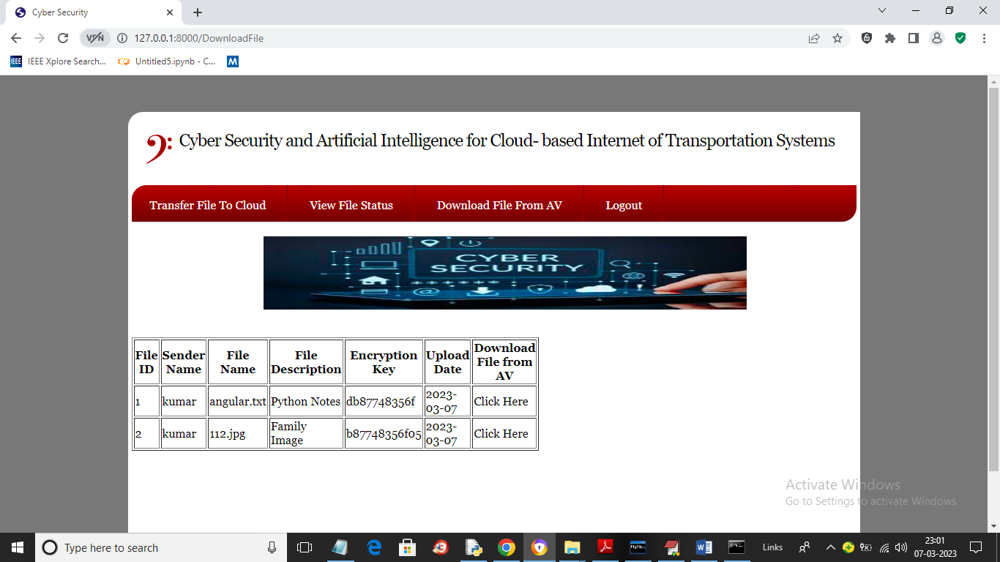 Cyber Security
127.0.0.1:8000/DownloadFile
IEEE IEEE Xplore Search... Untitled5.ipynb - C... M
Cyber Security and Artificial Intelligence for Cloud- based Internet of Transportation Systems
Transfer File To Cloud View File Status Download File From AV Logout
CYBER
SECURITY
File ID Sender Name File Name File Description Encryption Key Upload Date Download File from AV
1 kumar angular.txt Python Notes db87748356f 2023-03-07 Click Here
2 kumar 112.jpg Family Image b87748356f05 2023-03-07 Click Here
Activate Windows
Go to Settings to activate Windows.
Type here to search Links 23:01
07-03-2023